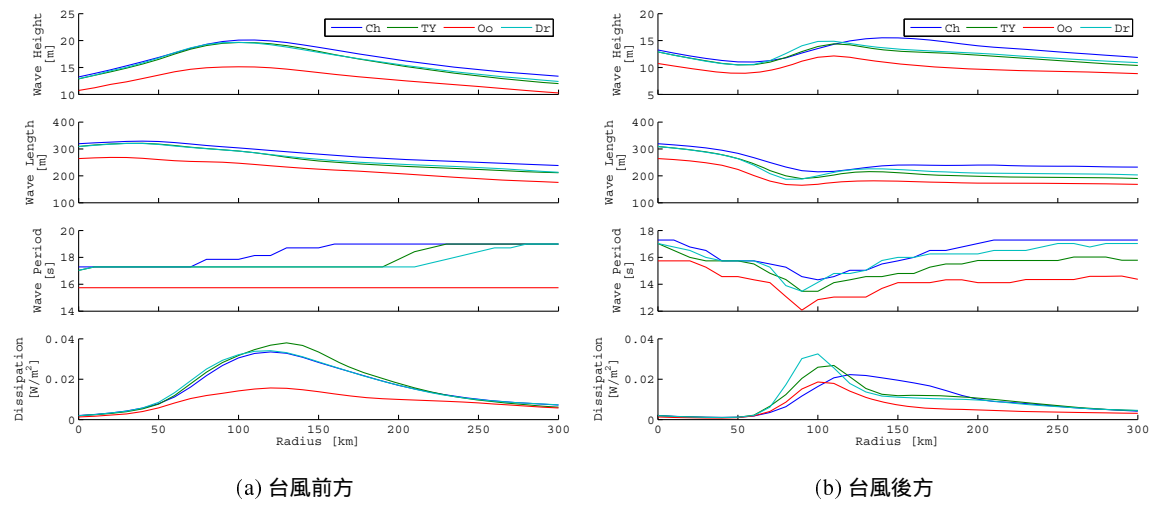 25
20
15
10
Wave Height
[m]
Ch TY Oo Dr
400
300
200
100
Wave Length
[m]
20
18
16
14
Wave Period
[s]
0.04
0.02
0
Dissipation
[W/m²]
0 50 100 150 200 250 300
Radius [km]
(a) 台風前方
20
15
10
5
Wave Height
[m]
Ch TY Oo Dr
400
300
200
100
Wave Length
[m]
18
16
14
12
Wave Period
[s]
0.04
0.02
0
Dissipation
[W/m²]
0 50 100 150 200 250 300
Radius [km]
(b) 台風後方